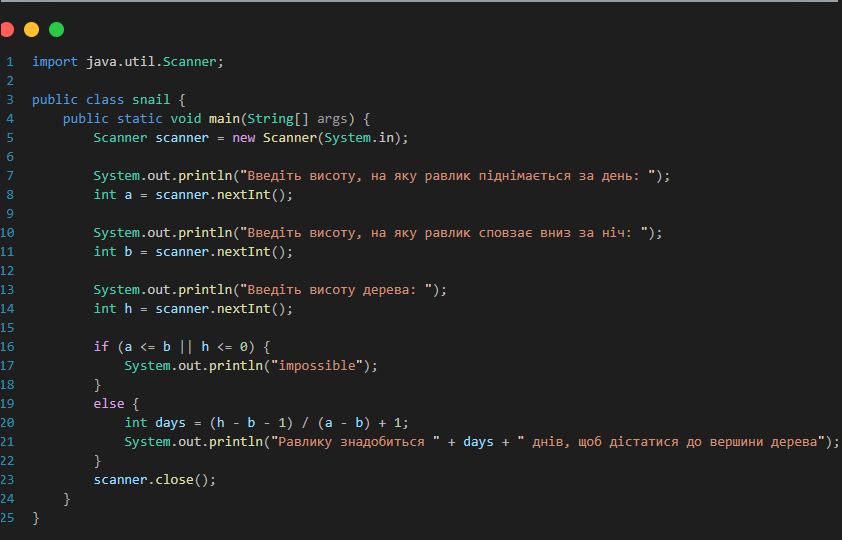 1 import java.util.Scanner;
2
3 public class snail {
4     public static void main(String[] args) {
5         Scanner scanner = new Scanner(System.in);
6
7         System.out.println("Введіть висоту, на яку равлик піднімається за день: ");
8         int a = scanner.nextInt();
9
10         System.out.println("Введіть висоту, на яку равлик сповзає вниз за ніч: ");
11         int b = scanner.nextInt();
12
13         System.out.println("Введіть висоту дерева: ");
14         int h = scanner.nextInt();
15
16         if (a <= b || h <= 0) {
17             System.out.println("impossible");
18         }
19         else {
20             int days = (h - b - 1) / (a - b) + 1;
21             System.out.println("Равлику знадобиться " + days + " днів, щоб дістатися до вершини дерева");
22         }
23         scanner.close();
24     }
25 }